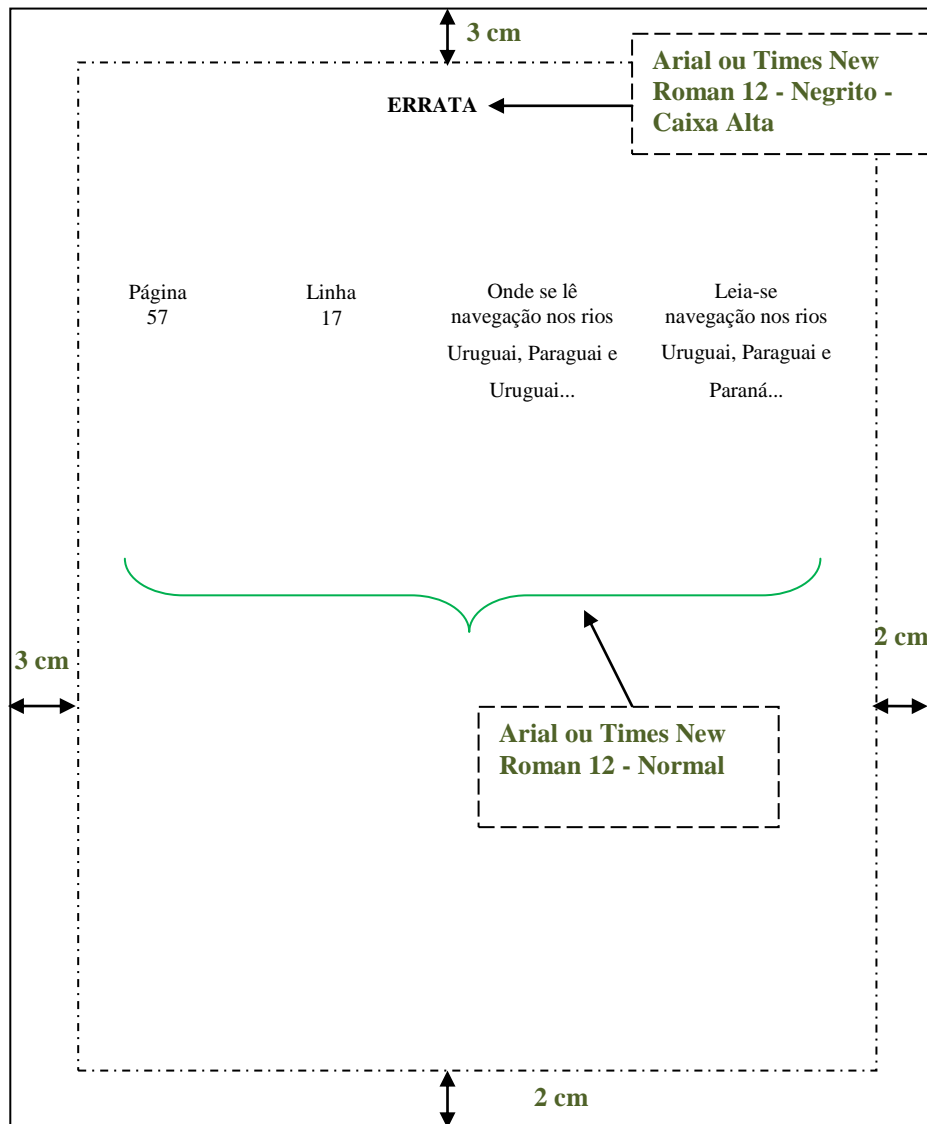 3 cm
Arial ou Times New
Roman 12 - Negrito -
Caixa Alta
ERRATA
Página Linha Onde se lê Leia-se
57 17 navegação nos rios navegação nos rios
Uruguai, Paraguai e Uruguai, Paraguai e
Uruguai... Paraná...
3 cm
2 cm
Arial ou Times New
Roman 12 - Normal
2 cm